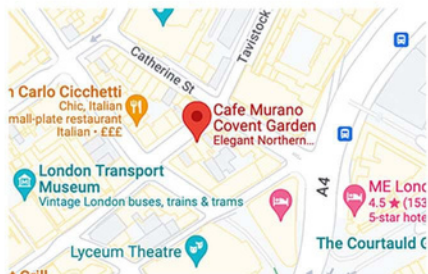 Tavistock
Catherine St
n Carlo Cicchetti
Chic, Italian
mall-plate restaurant
Italian • £££
Cafe Murano
Covent Garden
Elegant Northern...
London Transport
Museum
Vintage London buses, trains & trams
A4
ME Lond
4.5 ★ (153
5-star hote
Lyceum Theatre
The Courtauld G
t Grill